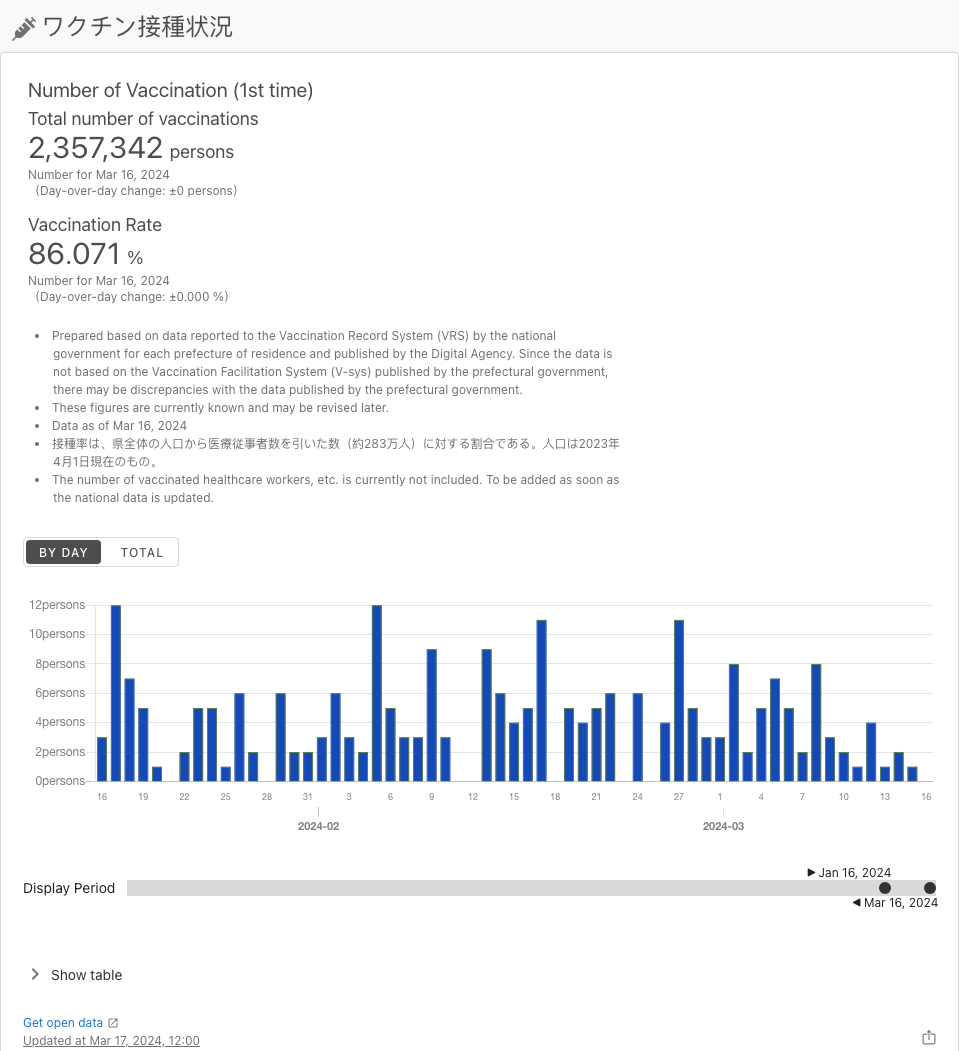 ワクチン接種状況
Number of Vaccination (1st time)
Total number of vaccinations
2,357,342 persons
Number for Mar 16, 2024
(Day-over-day change: ±0 persons)
Vaccination Rate
86.071 %
Number for Mar 16, 2024
(Day-over-day change: ±0.000 %)
• Prepared based on data reported to the Vaccination Record System (VRS) by the national
government for each prefecture of residence and published by the Digital Agency. Since the data is
not based on the Vaccination Facilitation System (V-sys) published by the prefectural government,
there may be discrepancies with the data published by the prefectural government.
• These figures are currently known and may be revised later.
• Data as of Mar 16, 2024
• 接種率は、県全体の人口から医療従事者数を引いた数（約283万人）に対する割合である。人口は2023年
4月1日現在のもの。
• The number of vaccinated healthcare workers, etc. is currently not included. To be added as soon as
the national data is updated.
BY DAY TOTAL
12persons
10persons
8persons
6persons
4persons
2persons
0persons
16 19 22 25 28 31 3 6 9 12 15 18 21 24 27 1 4 7 10 13 16
2024-02 2024-03
Jan 16, 2024
Display Period
Mar 16, 2024
Show table
Get open data
Updated at Mar 17, 2024, 12:00